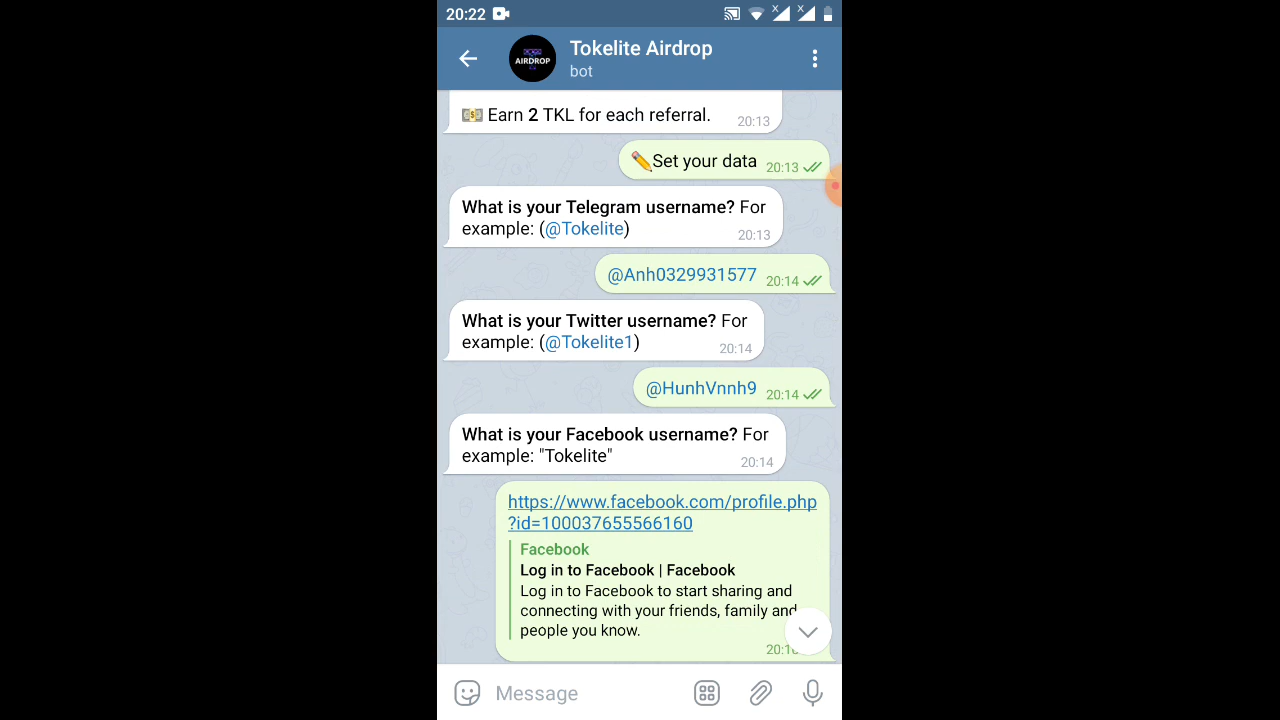 20:22
Tokelite Airdrop
AIRDROP
bot
💵 Earn 2 TKL for each referral.
20:13
✏️Set your data
20:13
What is your Telegram username? For
example: (@Tokelite)
20:13
@Anh0329931577
20:14
What is your Twitter username? For
example: (@Tokelite1)
20:14
@HunhVnnh9
20:14
What is your Facebook username? For
example: "Tokelite"
20:14
https://www.facebook.com/profile.php
?id=100037655566160
Facebook
Log in to Facebook | Facebook
Log in to Facebook to start sharing and
connecting with your friends, family and
people you know.
Message